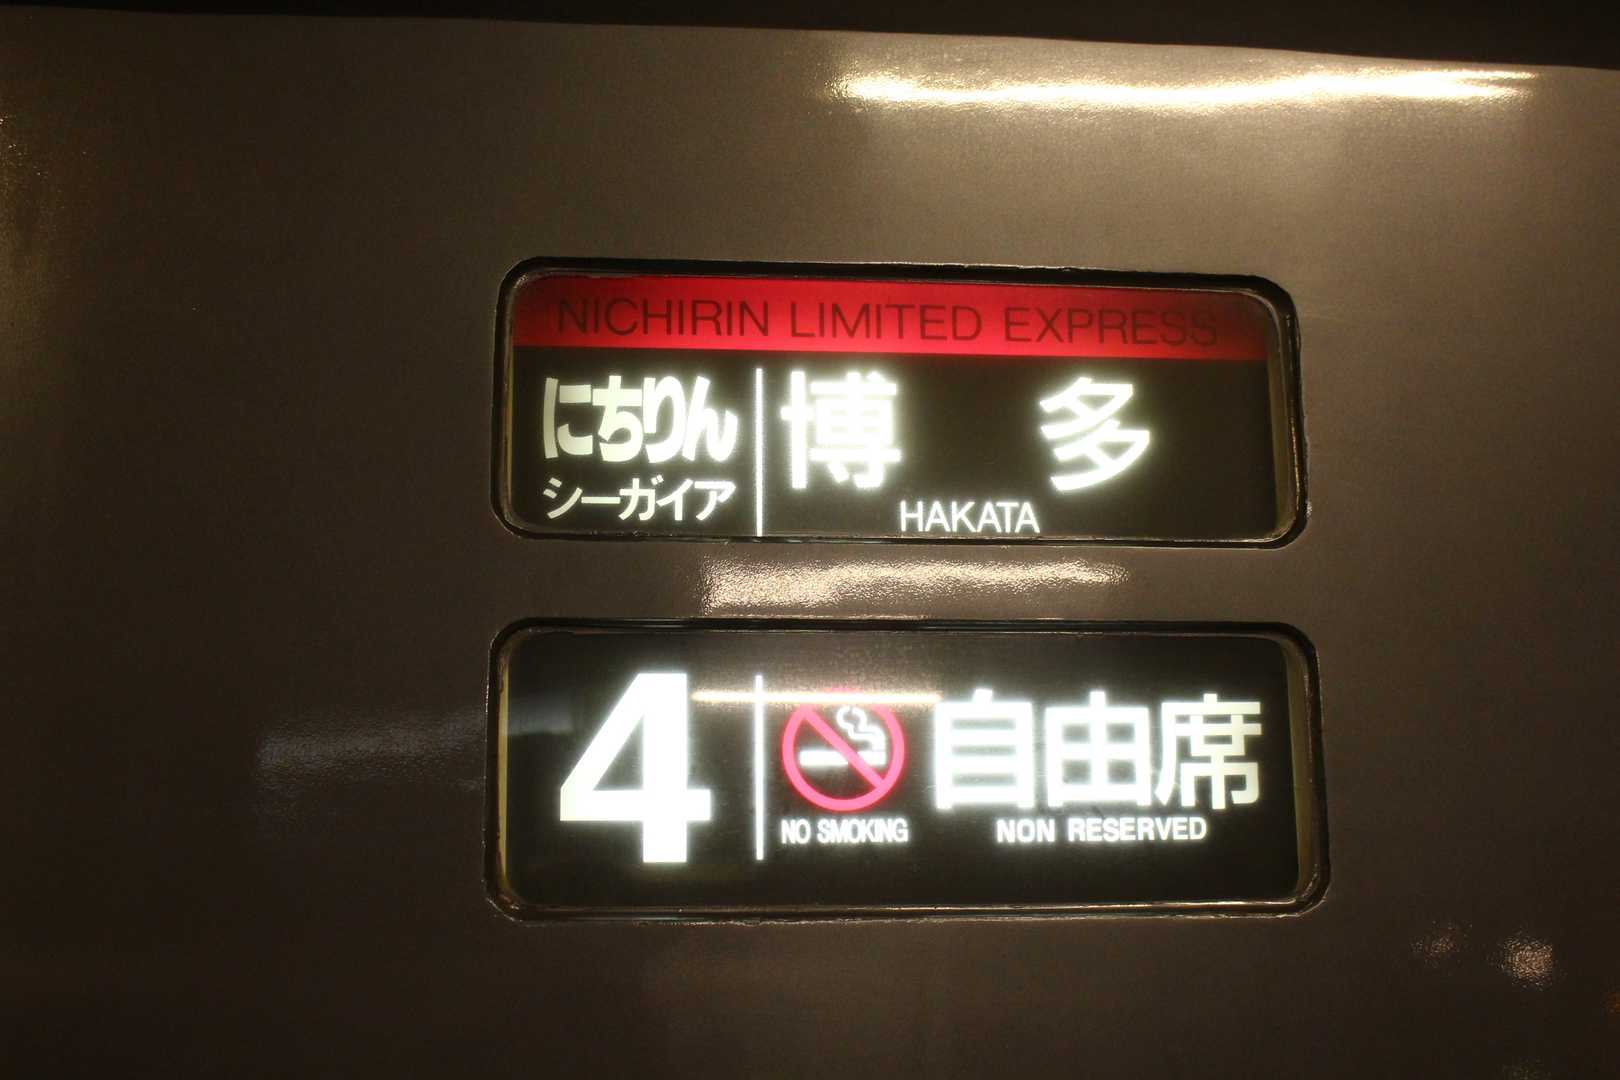 NICHIRIN LIMITED EXPRESS
にちりん 博多
シーガイア HAKATA
4 自由席
NO SMOKING NON RESERVED